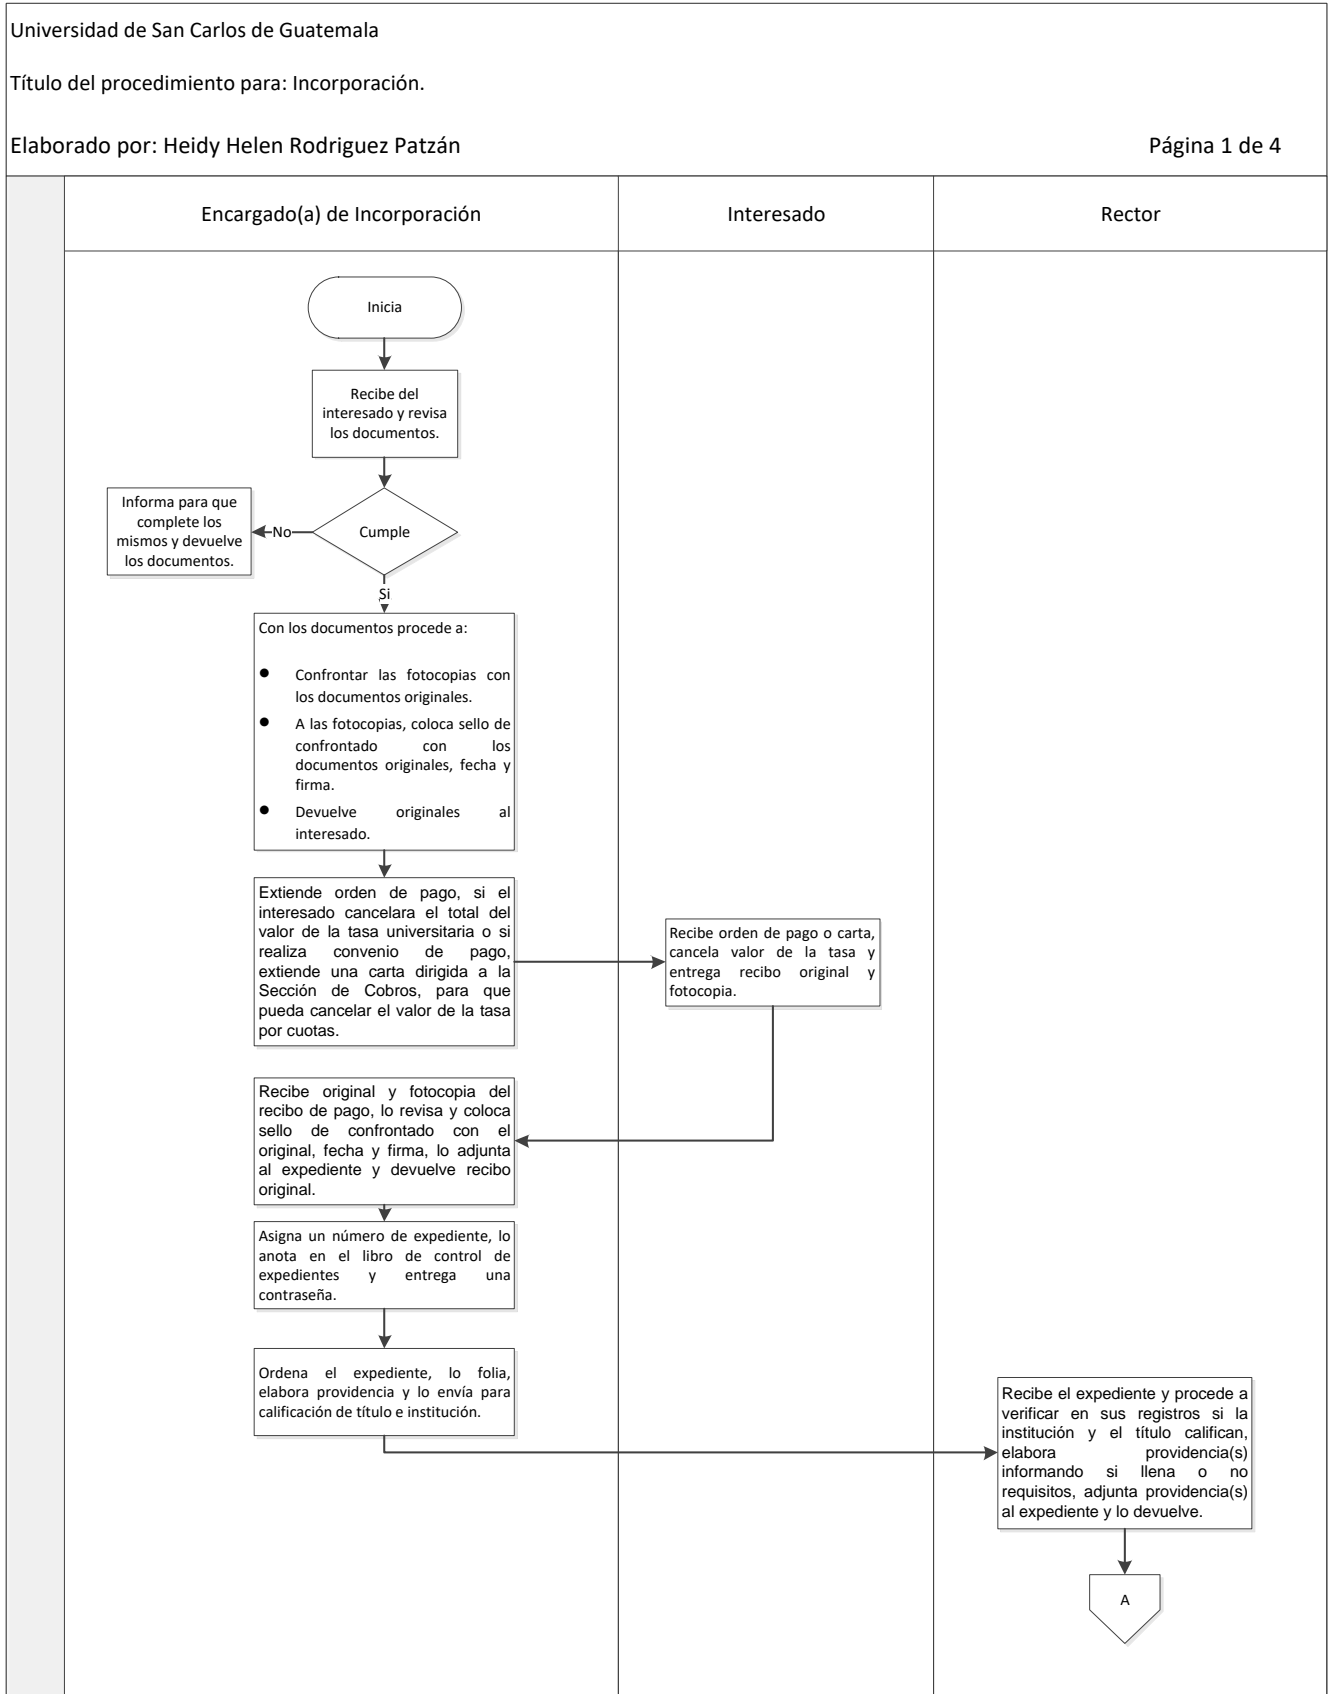 Universidad de San Carlos de Guatemala
Título del procedimiento para: Incorporación.
Elaborado por: Heidy Helen Rodriguez Patzán
Página 1 de 4
Encargado(a) de Incorporación
Interesado
Rector
Inicia
Recibe del
interesado y revisa
los documentos.
Cumple
No
Informa para que
complete los
mismos y devuelve
los documentos.
Si
Con los documentos procede a:
● Confrontar las fotocopias con
los documentos originales.
● A las fotocopias, coloca sello de
confrontado con los
documentos originales, fecha y
firma.
● Devuelve originales al
interesado.
Extiende orden de pago, si el
interesado cancelara el total del
valor de la tasa universitaria o si
realiza convenio de pago,
extiende una carta dirigida a la
Sección de Cobros, para que
pueda cancelar el valor de la tasa
por cuotas.
Recibe orden de pago o carta,
cancela valor de la tasa y
entrega recibo original y
fotocopia.
Recibe original y fotocopia del
recibo de pago, lo revisa y coloca
sello de confrontado con el
original, fecha y firma, lo adjunta
al expediente y devuelve recibo
original.
Asigna un número de expediente, lo
anota en el libro de control de
expedientes y entrega una
contraseña.
Ordena el expediente, lo folia,
elabora providencia y lo envía para
calificación de título e institución.
Recibe el expediente y procede a
verificar en sus registros si la
institución y el título califican,
elabora providencia(s)
informando si llena o no
requisitos, adjunta providencia(s)
al expediente y lo devuelve.
A